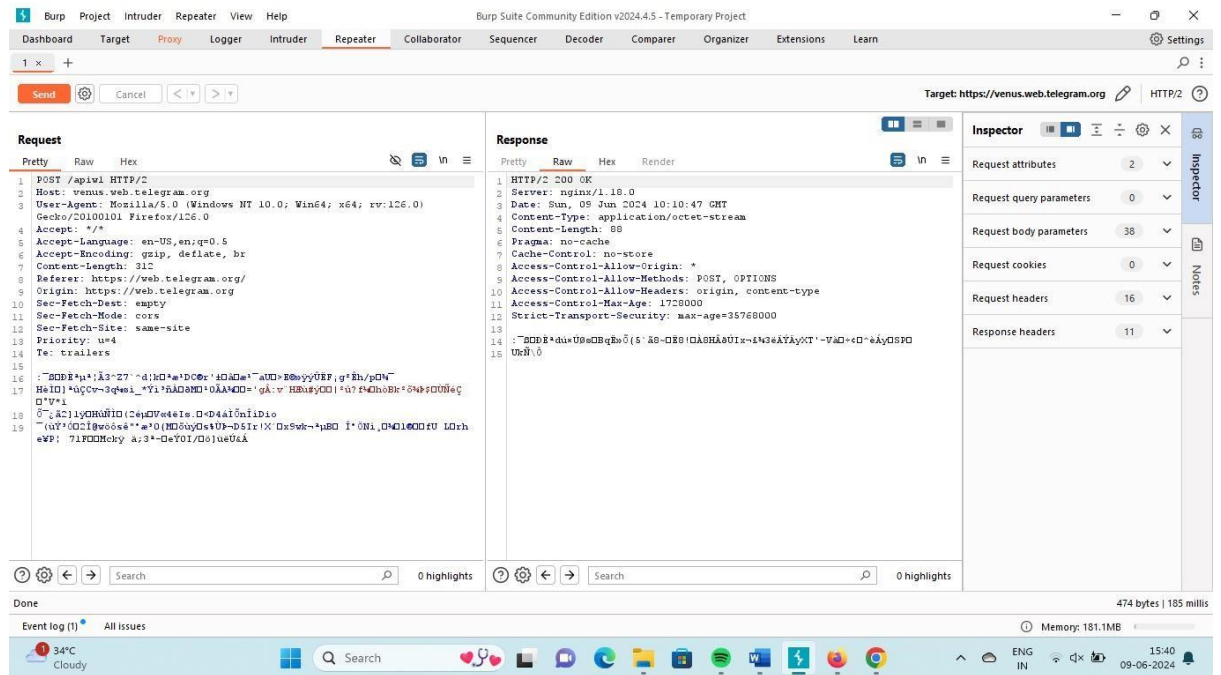 Burp Project Intruder Repeater View Help
Burp Suite Community Edition v2024.4.5 - Temporary Project
Dashboard Target Proxy Logger Intruder Repeater Collaborator Sequencer Decoder Comparer Organizer Extensions Learn
Settings
1 × +
Send Cancel < >
Target: https://venus.web.telegram.org HTTP/2
Request
Pretty Raw Hex
\n
1 POST /apiw1 HTTP/2
2 Host: venus.web.telegram.org
3 User-Agent: Mozilla/5.0 (Windows NT 10.0; Win64; x64; rv:126.0)
Gecko/20100101 Firefox/126.0
4 Accept: */*
5 Accept-Language: en-US,en;q=0.5
6 Accept-Encoding: gzip, deflate, br
7 Content-Length: 312
8 Referer: https://web.telegram.org/
9 Origin: https://web.telegram.org
10 Sec-Fetch-Dest: empty
11 Sec-Fetch-Mode: cors
12 Sec-Fetch-Site: same-site
13 Priority: u=4
14 Te: trailers
15
16
17
18
19
Search
0 highlights
Response
Pretty Raw Hex Render
\n
1 HTTP/2 200 OK
2 Server: nginx/1.18.0
3 Date: Sun, 09 Jun 2024 10:10:47 GMT
4 Content-Type: application/octet-stream
5 Content-Length: 88
6 Pragma: no-cache
7 Cache-Control: no-store
8 Access-Control-Allow-Origin: *
9 Access-Control-Allow-Methods: POST, OPTIONS
10 Access-Control-Allow-Headers: origin, content-type
11 Access-Control-Max-Age: 1728000
12 Strict-Transport-Security: max-age=35768000
13
14
15
Search
0 highlights
Inspector
Request attributes 2
Request query parameters 0
Request body parameters 38
Request cookies 0
Request headers 16
Response headers 11
Inspector
Notes
Done
474 bytes | 185 millis
Event log (1) All issues
Memory: 181.1MB
1
34°C
Cloudy
Search
ENG
IN
15:40
09-06-2024